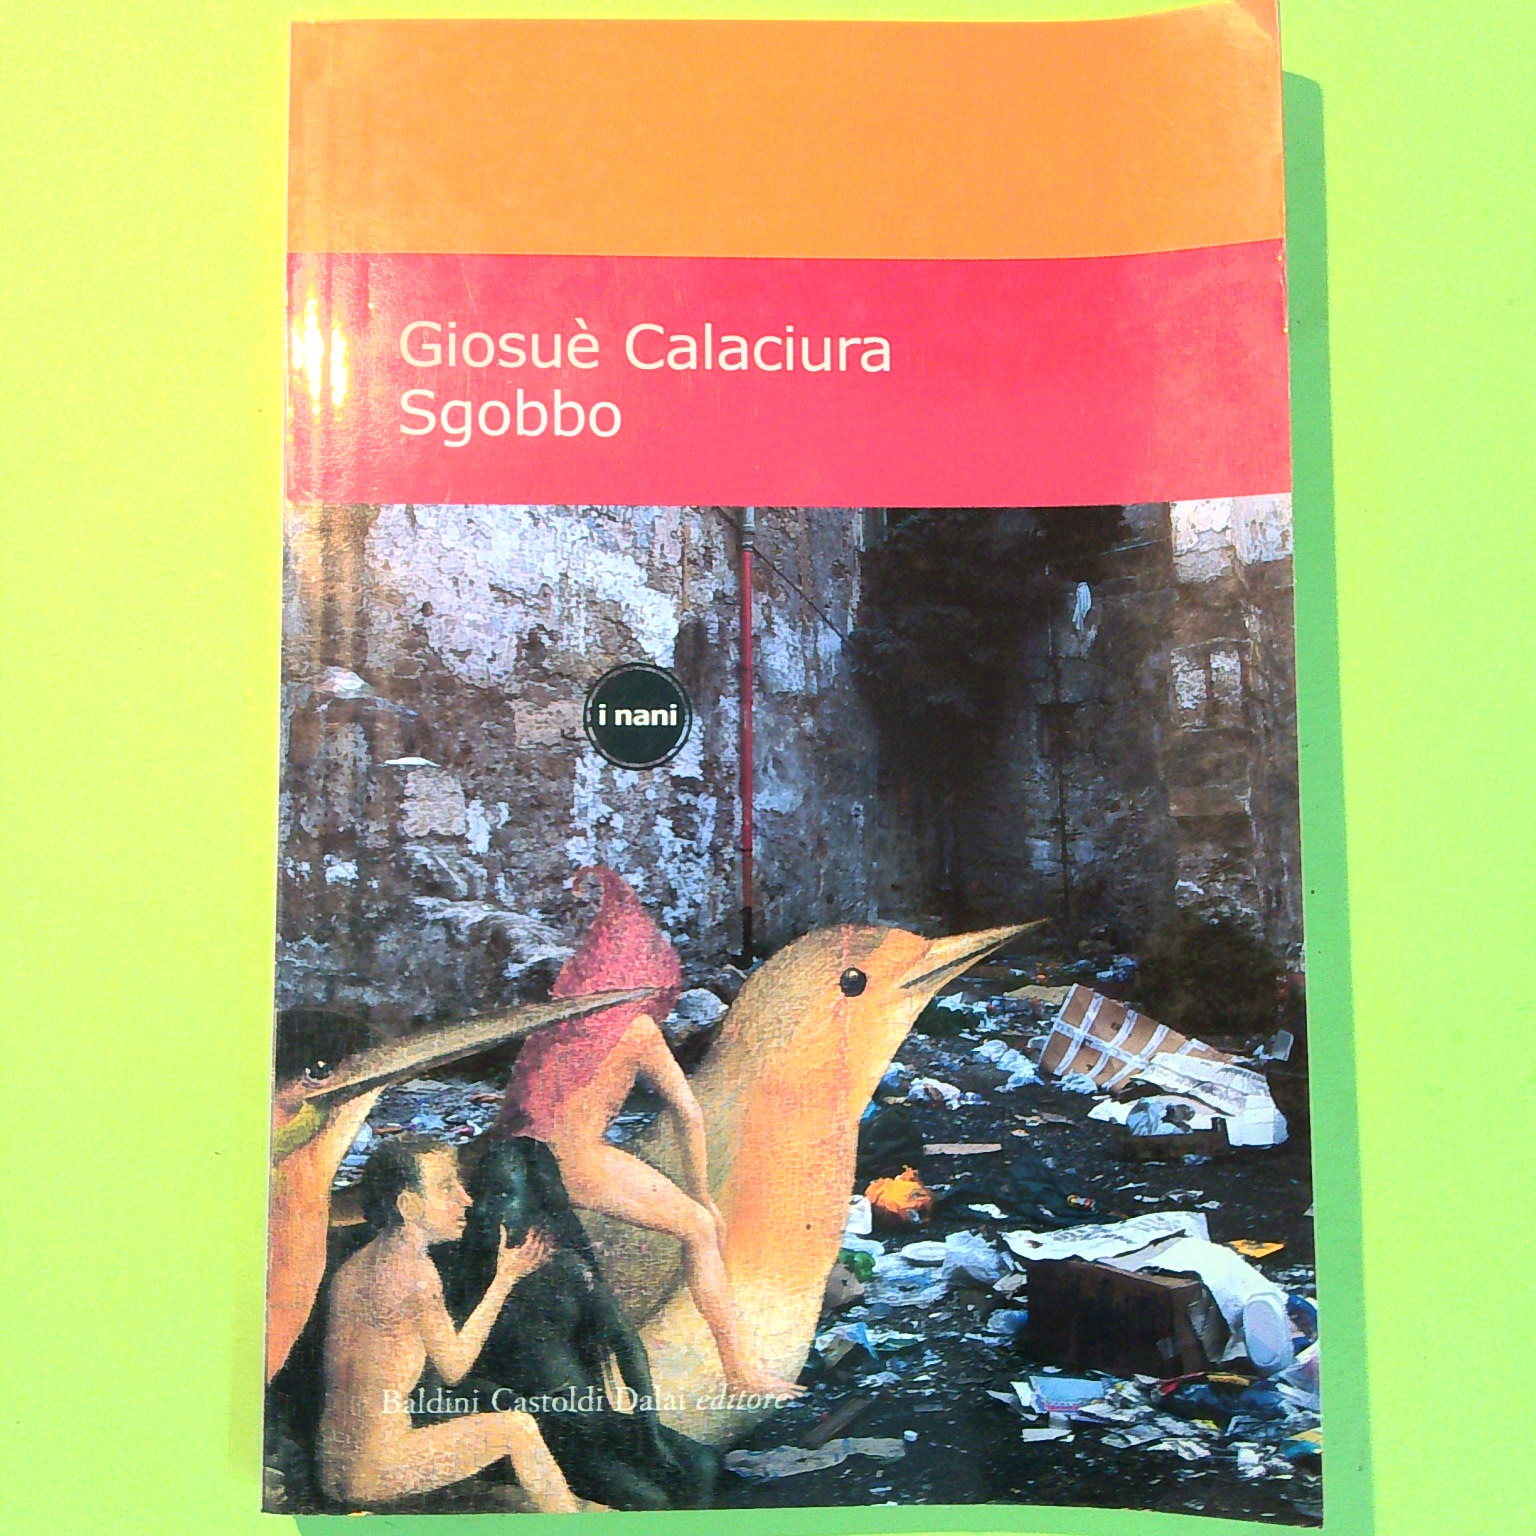 Giosuè Calaciura
Sgobbo
i nani
Baldini Castoldi Dalai editore